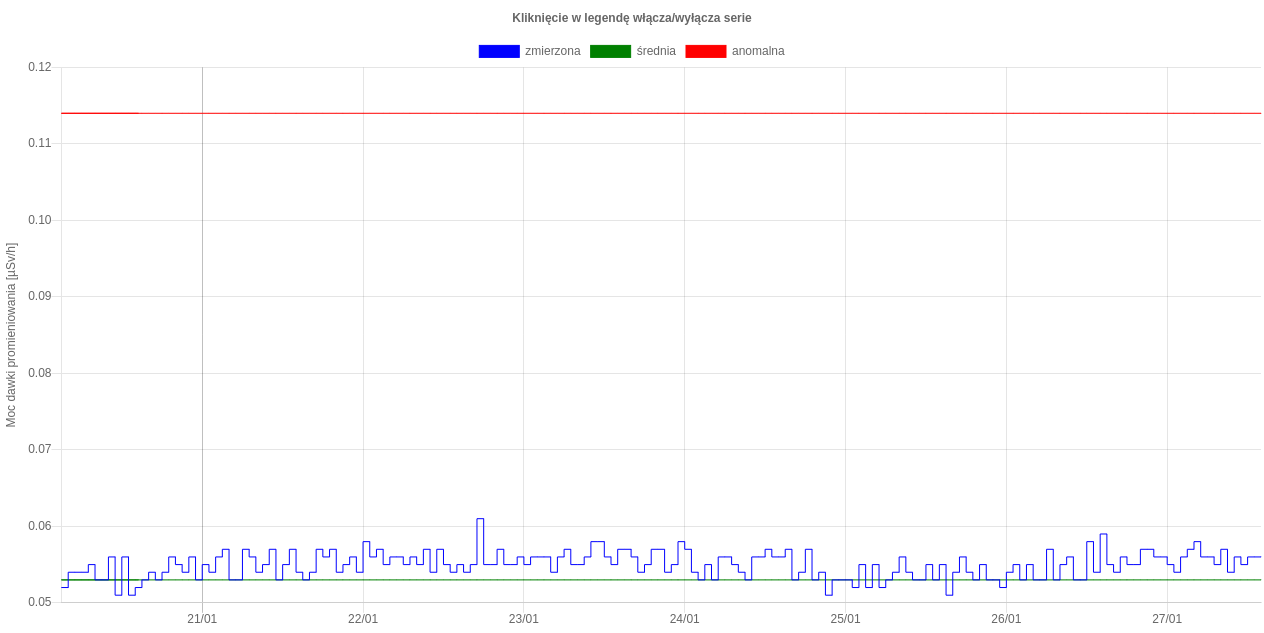 Kliknięcie w legendę włącza/wyłącza serie
zmierzona średnia anomalna
Moc dawki promieniowania [µSv/h]
0.12
0.11
0.10
0.09
0.08
0.07
0.06
0.05
21/01 22/01 23/01 24/01 25/01 26/01 27/01